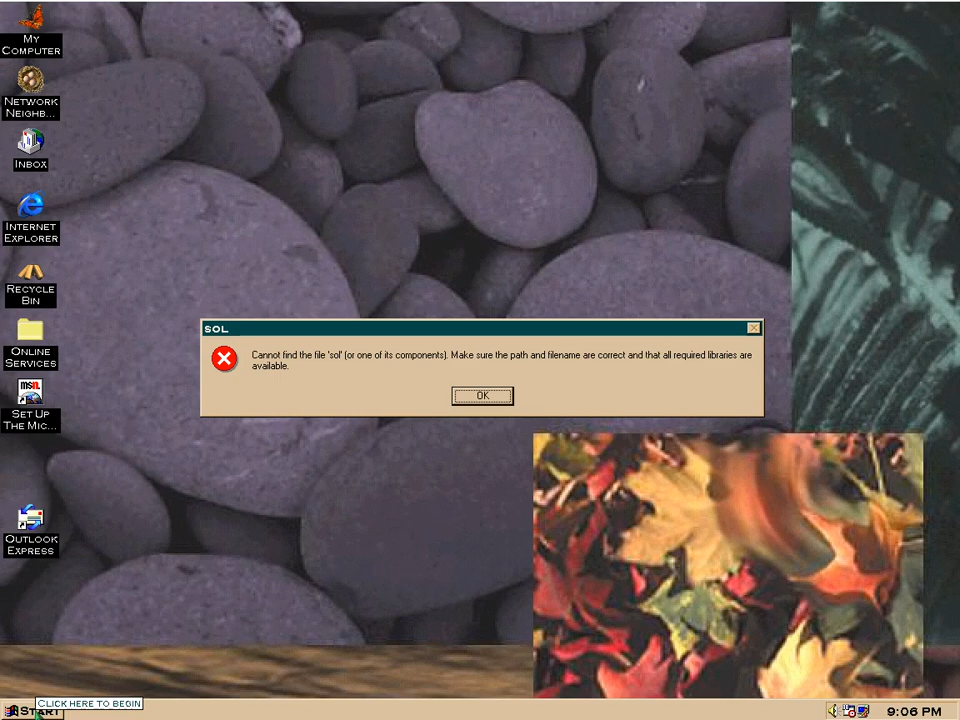 My
Computer
Network
Neighb...
Inbox
Internet
Explorer
Recycle
Bin
Online
Services
msn
Set Up
The Mic...
Outlook
Express
SOL
Cannot find the file 'sol' (or one of its components). Make sure the path and filename are correct and that all required libraries are
available.
OK
Click here to begin
Start
9:06 PM